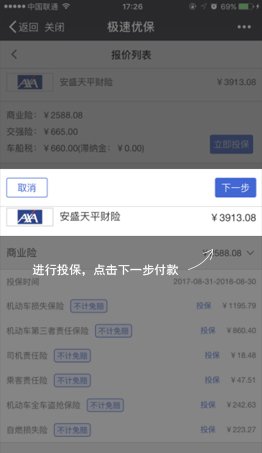 中国联通 17:26 69%
返回 关闭 极速优保
报价列表
AXA 安盛天平财险 ￥3913.08
商业险：￥2588.08
交强险：￥665.00
车船税：￥660.00(滞纳金：￥0.00) 立即投保
取消 下一步
AXA 安盛天平财险 ￥3913.08
商业险 ￥2588.08
进行投保，点击下一步付款
投保时间 2017-08-31-2018-08-30
机动车损失保险 不计免赔 投保 ￥1195.79
机动车第三者责任保险 不计免赔 投保 ￥860.40
司机责任险 不计免赔 投保 ￥18.48
乘客责任险 不计免赔 投保 ￥47.51
机动车全车盗抢保险 不计免赔 投保 ￥242.63
自燃损失险 不计免赔 投保 ￥223.27